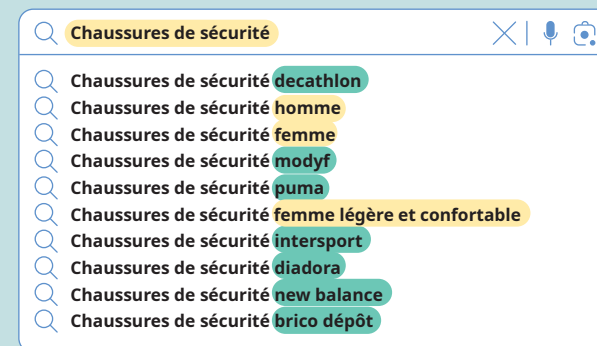 Chaussures de sécurité
Chaussures de sécurité decathlon
Chaussures de sécurité homme
Chaussures de sécurité femme
Chaussures de sécurité modyf
Chaussures de sécurité puma
Chaussures de sécurité femme légère et confortable
Chaussures de sécurité intersport
Chaussures de sécurité diadora
Chaussures de sécurité new balance
Chaussures de sécurité brico dépôt